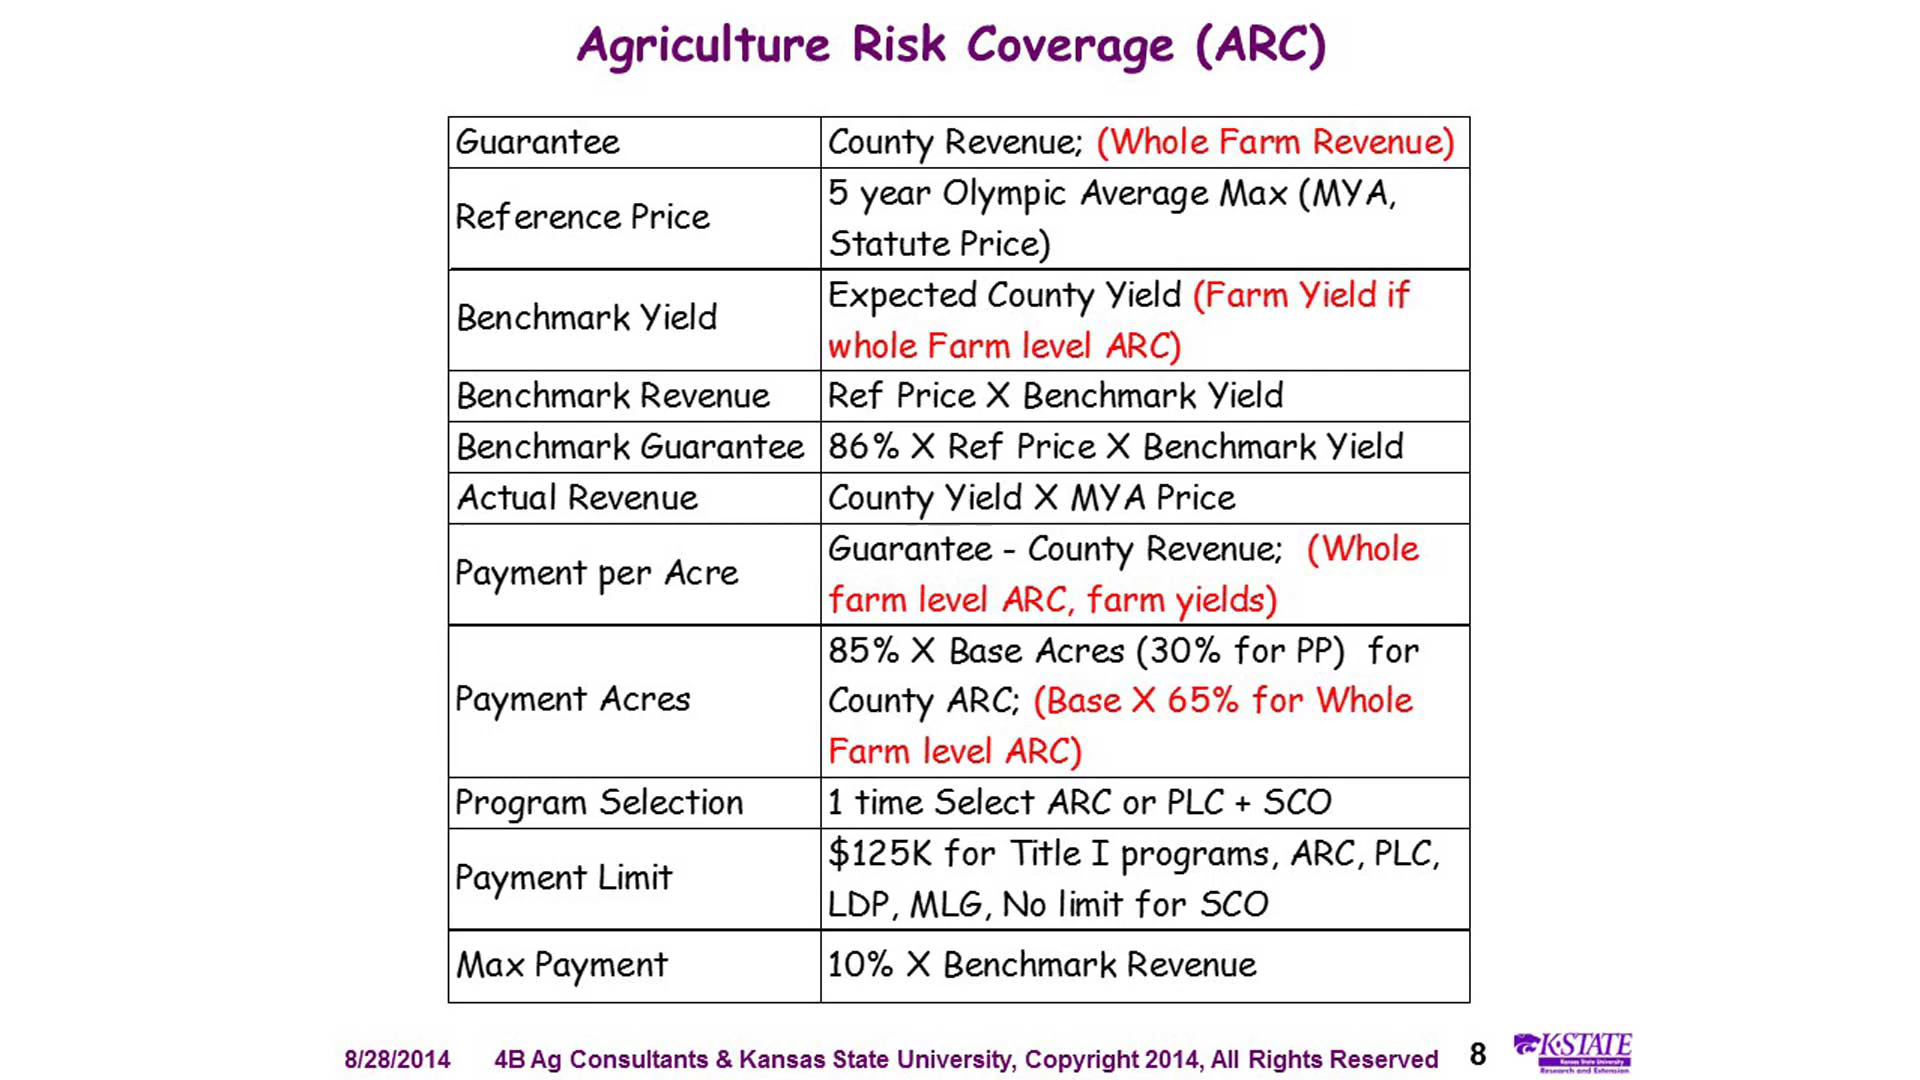 Agriculture Risk Coverage (ARC)
Guarantee
County Revenue; (Whole Farm Revenue)
Reference Price
5 year Olympic Average Max (MYA,
Statute Price)
Benchmark Yield
Expected County Yield (Farm Yield if
whole Farm level ARC)
Benchmark Revenue
Ref Price X Benchmark Yield
Benchmark Guarantee
86% X Ref Price X Benchmark Yield
Actual Revenue
County Yield X MYA Price
Payment per Acre
Guarantee - County Revenue; (Whole
farm level ARC, farm yields)
Payment Acres
85% X Base Acres (30% for PP) for
County ARC; (Base X 65% for Whole
Farm level ARC)
Program Selection
1 time Select ARC or PLC + SCO
Payment Limit
$125K for Title I programs, ARC, PLC,
LDP, MLG, No limit for SCO
Max Payment
10% X Benchmark Revenue
8/28/2014
4B Ag Consultants & Kansas State University, Copyright 2014, All Rights Reserved
8
K-STATE
Kansas State University
Research and Extension